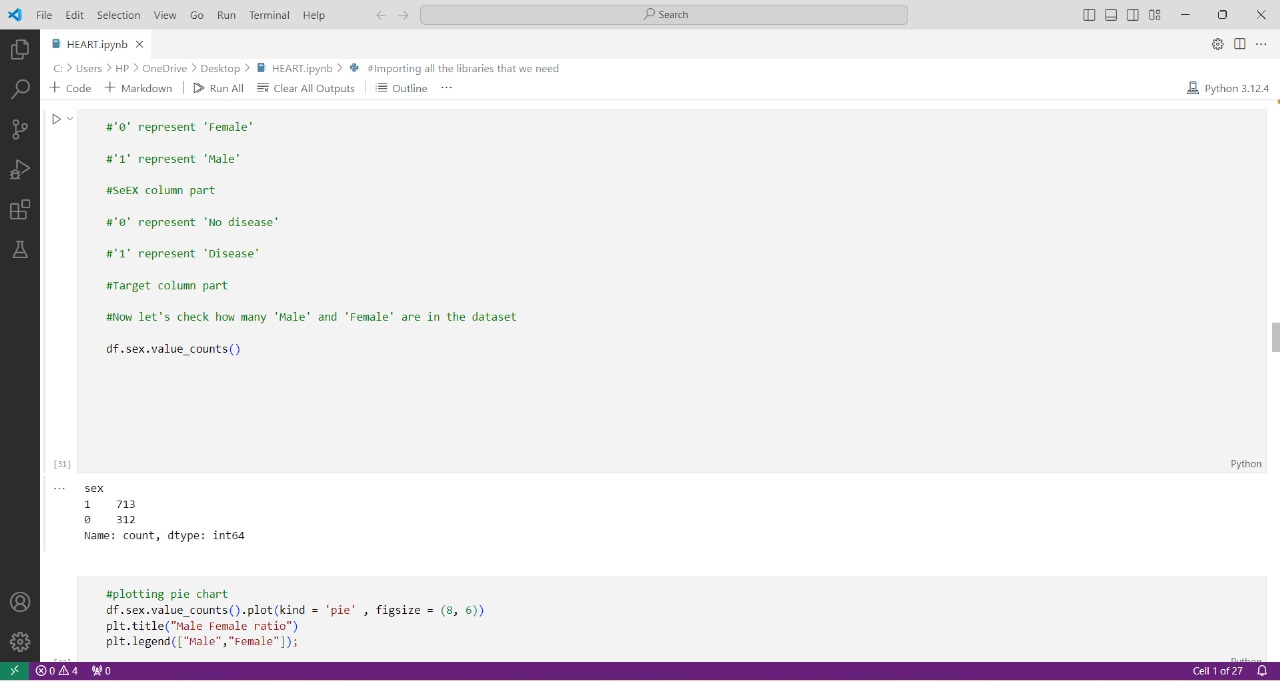 File Edit Selection View Go Run Terminal Help
Search
HEART.ipynb
C: > Users > HP > OneDrive > Desktop > HEART.ipynb > #Importing all the libraries that we need
+ Code + Markdown Run All Clear All Outputs Outline ...
Python 3.12.4
#'0' represent 'Female'
#'1' represent 'Male'
#SeEX column part
#'0' represent 'No disease'
#'1' represent 'Disease'
#Target column part
#Now let's check how many 'Male' and 'Female' are in the dataset
df.sex.value_counts()
[31]
Python
... sex
1 713
0 312
Name: count, dtype: int64
#plotting pie chart
df.sex.value_counts().plot(kind = 'pie' , figsize = (8, 6))
plt.title("Male Female ratio")
plt.legend(["Male","Female"]);
Python
0 4 0
Cell 1 of 27